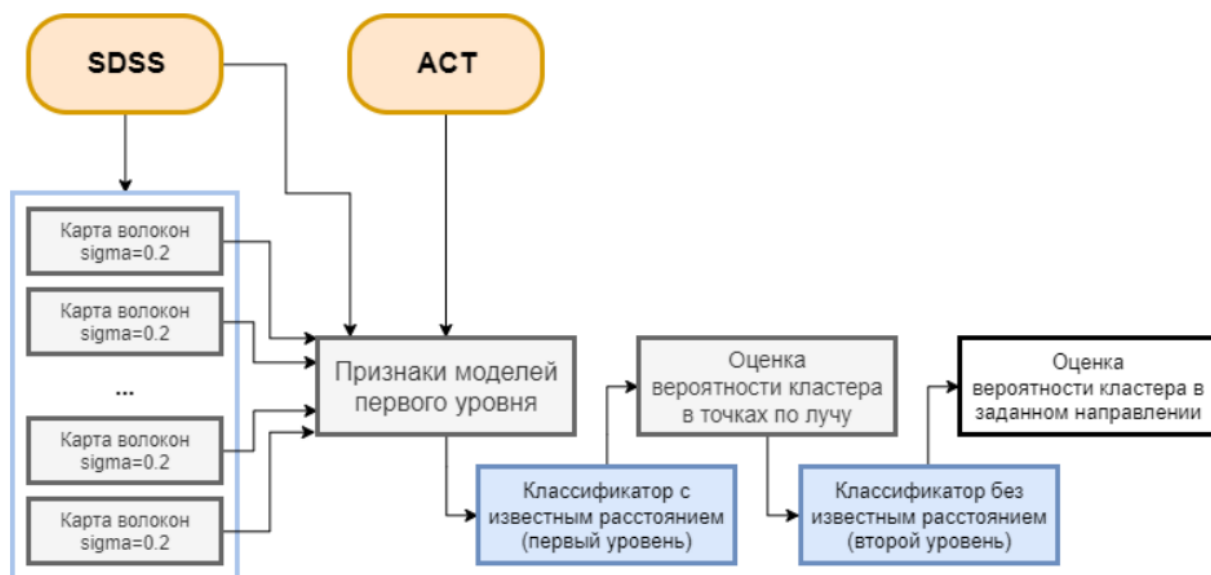 SDSS
ACT
Карта волокон
sigma=0.2
Карта волокон
sigma=0.2
...
Карта волокон
sigma=0.2
Карта волокон
sigma=0.2
Признаки моделей
первого уровня
Оценка
вероятности кластера
в точках по лучу
Оценка
вероятности кластера в
заданном направлении
Классификатор с
известным расстоянием
(первый уровень)
Классификатор без
известным расстоянием
(второй уровень)